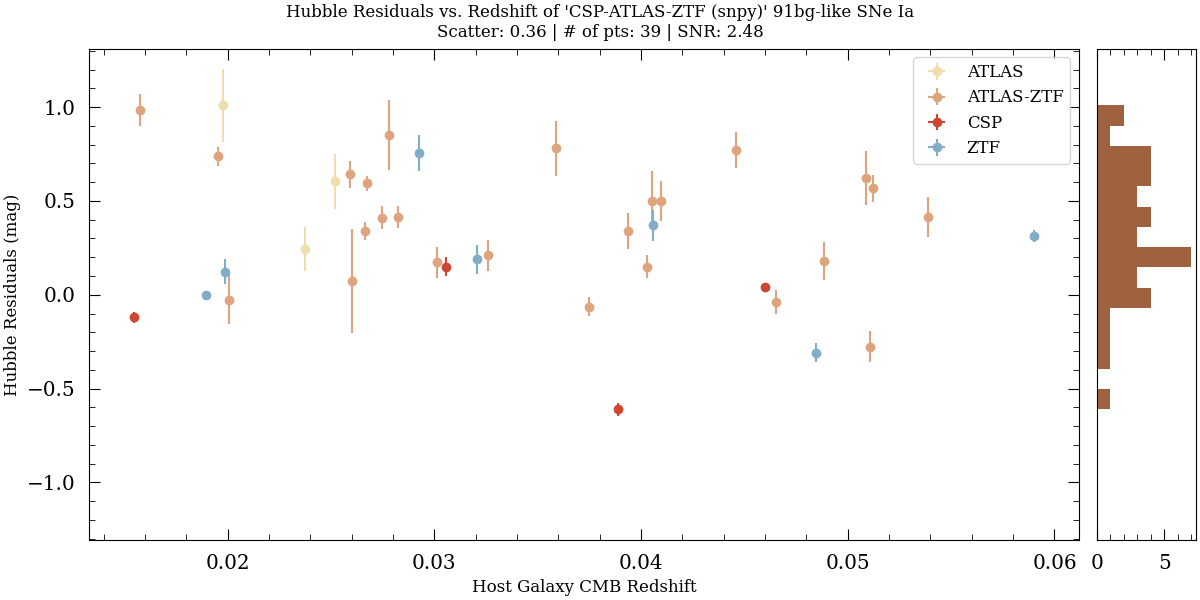 Hubble Residuals vs. Redshift of 'CSP-ATLAS-ZTF (snpy)' 91bg-like SNe Ia
Scatter: 0.36 | # of pts: 39 | SNR: 2.48
ATLAS
ATLAS-ZTF
CSP
ZTF
Hubble Residuals (mag)
1.0
0.5
0.0
−0.5
−1.0
0.02 0.03 0.04 0.05 0.06
0 5
Host Galaxy CMB Redshift